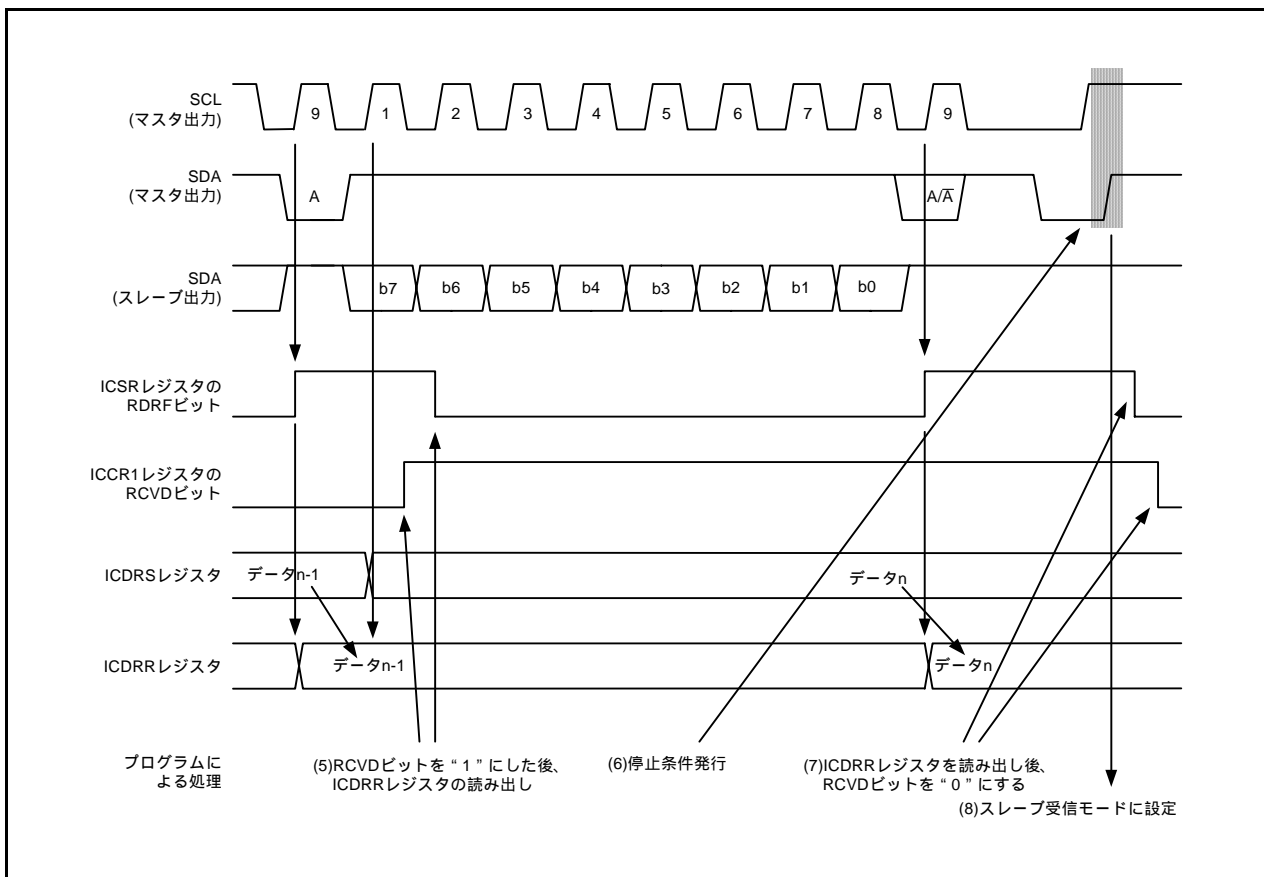 SCL
(マスタ出力)
9 1 2 3 4 5 6 7 8 9
SDA
(マスタ出力)
A A/A̅
SDA
(スレーブ出力)
b7 b6 b5 b4 b3 b2 b1 b0
ICSRレジスタの
RDRFビット
ICCR1レジスタの
RCVDビット
ICDRSレジスタ
データn-1 データn
ICDRRレジスタ
データn-1 データn
プログラムに
よる処理
(5)RCVDビットを“1”にした後、
ICDRRレジスタの読み出し
(6)停止条件発行
(7)ICDRRレジスタを読み出し後、
RCVDビットを“0”にする
(8)スレーブ受信モードに設定